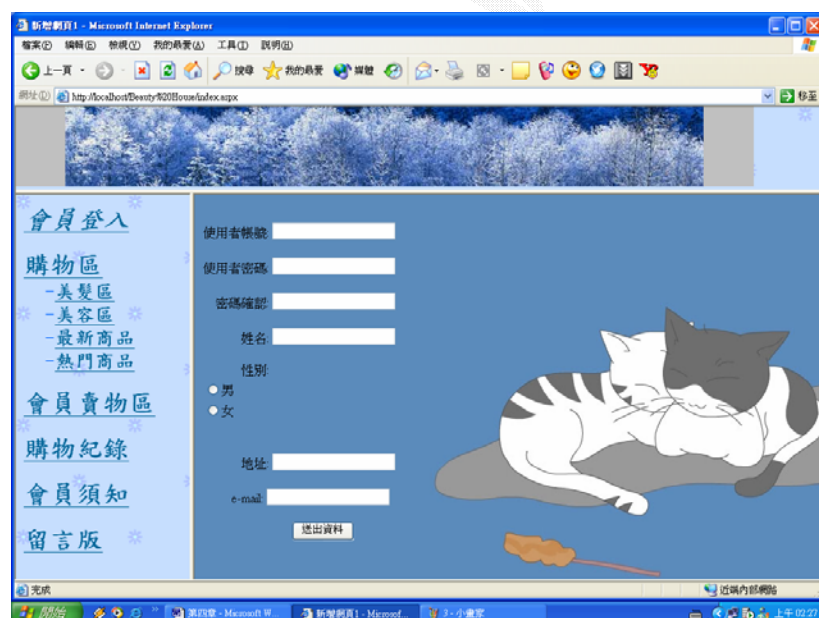 新增網頁1 - Microsoft Internet Explorer
檔案(F) 編輯(E) 檢視(V) 我的最愛(A) 工具(T) 說明(H)
上一頁 搜尋 我的最愛 媒體
網址(D) http://localhost/Beauty%20House/index.aspx 移至
會員登入
購物區
-美髮區
-美容區
-最新商品
-熱門商品
會員賣物區
購物紀錄
會員須知
留言版
使用者帳號:
使用者密碼:
密碼確認:
姓名:
性別:
男
女
地址:
e-mail:
送出資料
完成 近端內部網路
開始 第四章 - Microsoft W... 新增網頁1 - Microsof... 3 - 小畫家 上午 02:27